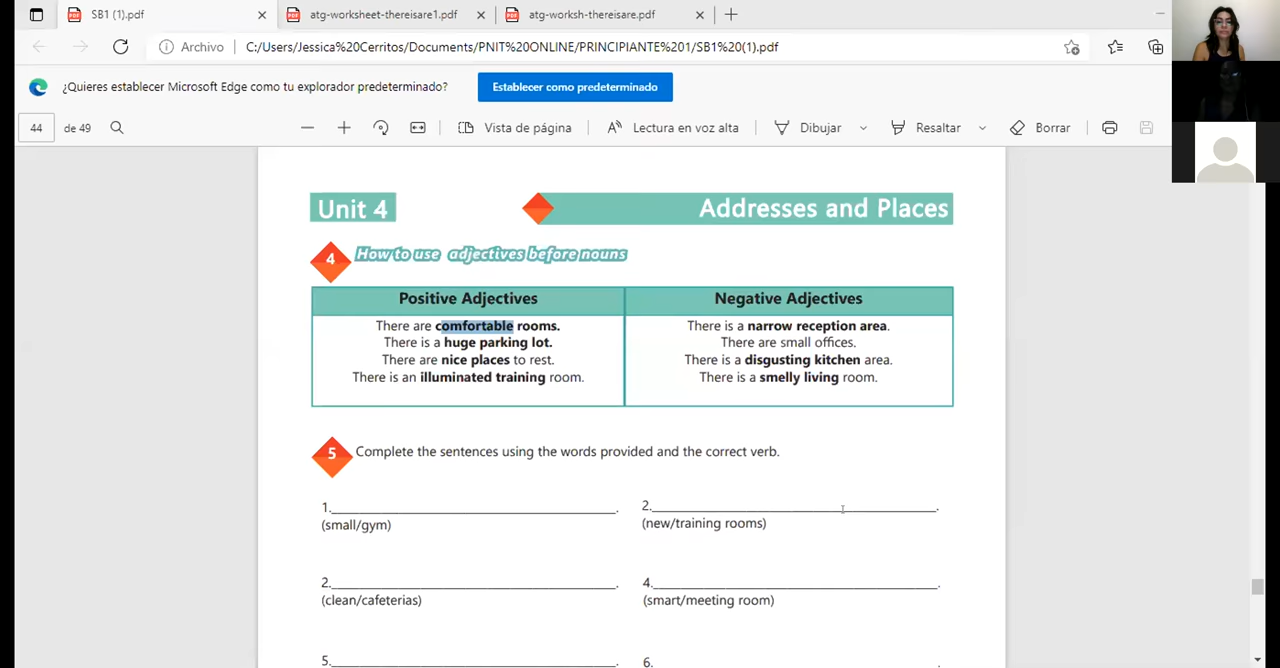 SB1 (1).pdf
atg-worksheet-thereisare1.pdf
atg-worksh-thereisare.pdf
Archivo
C:/Users/Jessica%20Cerritos/Documents/PNIT%20ONLINE/PRINCIPIANTE%201/SB1%20(1).pdf
¿Quieres establecer Microsoft Edge como tu explorador predeterminado?
Establecer como predeterminado
44
de 49
Vista de página
Lectura en voz alta
Dibujar
Resaltar
Borrar
Unit 4
Addresses and Places
4
How to use adjectives before nouns
Positive Adjectives
There are comfortable rooms.
There is a huge parking lot.
There are nice places to rest.
There is an illuminated training room.
Negative Adjectives
There is a narrow reception area.
There are small offices.
There is a disgusting kitchen area.
There is a smelly living room.
5
Complete the sentences using the words provided and the correct verb.
1.______________________________.
(small/gym)
2.______________________________.
(new/training rooms)
2.______________________________.
(clean/cafeterias)
4.______________________________.
(smart/meeting room)
5.______________________________.
6.______________________________.